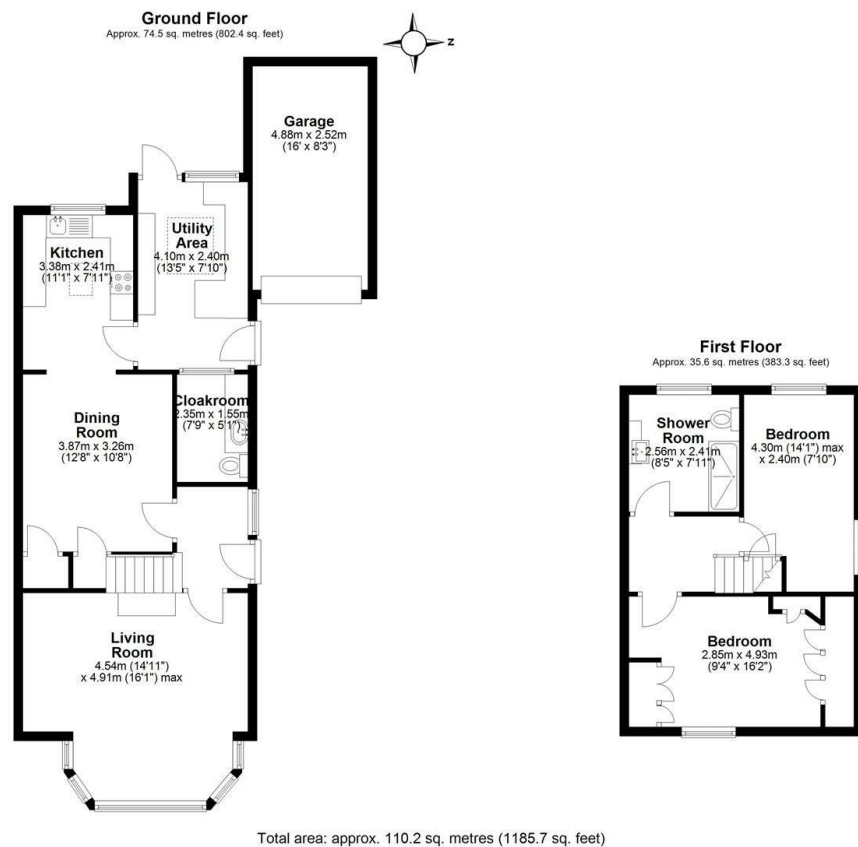 Ground Floor
Approx. 74.5 sq. metres (802.4 sq. feet)
Z
Garage
4.88m x 2.52m
(16' x 8'3")
Utility
Area
4.10m x 2.40m
(13'5" x 7'10")
Kitchen
3.38m x 2.41m
(11'1" x 7'11")
Cloakroom
2.35m x 1.55m
(7'9" x 5'1")
Dining
Room
3.87m x 3.26m
(12'8" x 10'8")
Living
Room
4.54m (14'11")
x 4.91m (16'1") max
First Floor
Approx. 35.6 sq. metres (383.3 sq. feet)
Shower
Room
2.56m x 2.41m
(8'5" x 7'11")
Bedroom
4.30m (14'1") max
x 2.40m (7'10")
Bedroom
2.85m x 4.93m
(9'4" x 16'2")
Total area: approx. 110.2 sq. metres (1185.7 sq. feet)